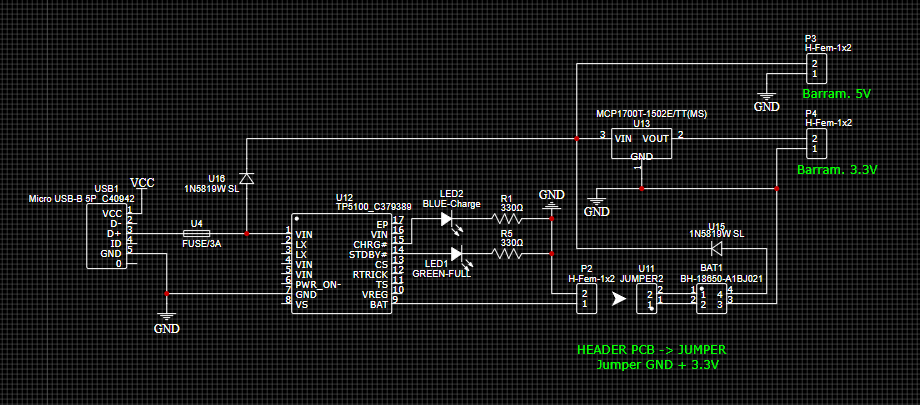 P3
H-Fem-1x2
2
1
Barram. 5V
GND
MCP1700T-1502E/TT(MS)
U13
3 VIN VOUT 2
GND
1
P4
H-Fem-1x2
2
1
Barram. 3.3V
GND
U16
1N5819W SL
USB1
Micro USB-B 5P_C40942
VCC
VCC 1
D- 2
D+ 3
ID 4
GND 5
0
GND
U4
FUSE/3A
U12
TP5100_C379389
1 VIN
2 LX
3 LX
4 VIN
5 VIN
6 PWR_ON-
7 GND
8 VS
EP 17
VIN 16
CHRG# 15
STDBY# 14
CS 13
RTRICK 12
TS 11
VREG 10
BAT 9
LED2
BLUE-Charge
R1
330Ω
LED1
GREEN-FULL
R5
330Ω
GND
P2
H-Fem-1x2
2
1
U11
JUMPER2
2 2
1 1
U15
1N5819W SL
BAT1
BH-18650-A1BJ021
1 1 4 4
2 2 3 3
HEADER PCB -> JUMPER
Jumper GND + 3.3V